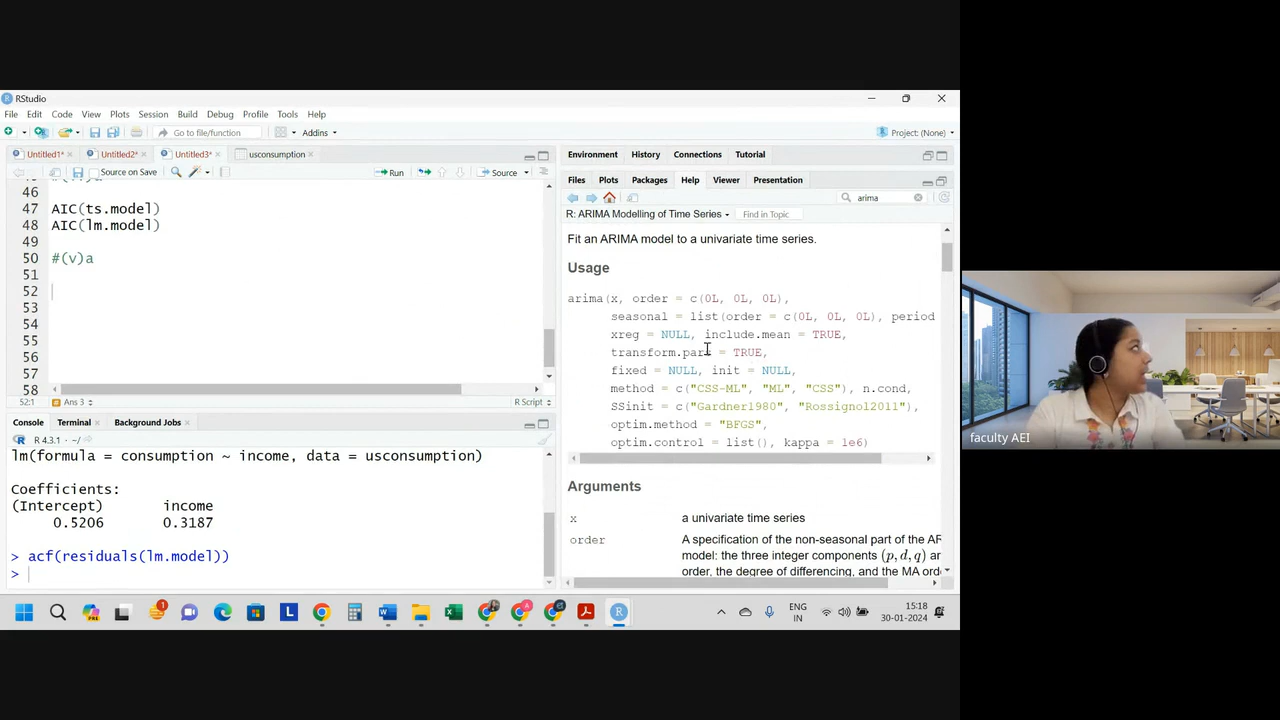 RStudio
File Edit Code View Plots Session Build Debug Profile Tools Help
Go to file/function Addins Project: (None)
Untitled1* Untitled2* Untitled3* usconsumption
Source on Save Run Source
46
47 AIC(ts.model)
48 AIC(lm.model)
49
50 #(v)a
51
52
53
54
55
56
57
58
52:1 Ans 3 R Script
Console Terminal Background Jobs
R 4.3.1 · ~/
lm(formula = consumption ~ income, data = usconsumption)
Coefficients:
(Intercept) income
0.5206 0.3187
> acf(residuals(lm.model))
>
Environment History Connections Tutorial
Files Plots Packages Help Viewer Presentation
arima
R: ARIMA Modelling of Time Series Find in Topic
Fit an ARIMA model to a univariate time series.
Usage
arima(x, order = c(0L, 0L, 0L),
seasonal = list(order = c(0L, 0L, 0L), period
xreg = NULL, include.mean = TRUE,
transform.pars = TRUE,
fixed = NULL, init = NULL,
method = c("CSS-ML", "ML", "CSS"), n.cond,
SSinit = c("Gardner1980", "Rossignol2011"),
optim.method = "BFGS",
optim.control = list(), kappa = 1e6)
Arguments
x a univariate time series
order A specification of the non-seasonal part of the AR
model: the three integer components (p, d, q) ar
order, the degree of differencing, and the MA ord
faculty AEI
ENG
IN
15:18
30-01-2024